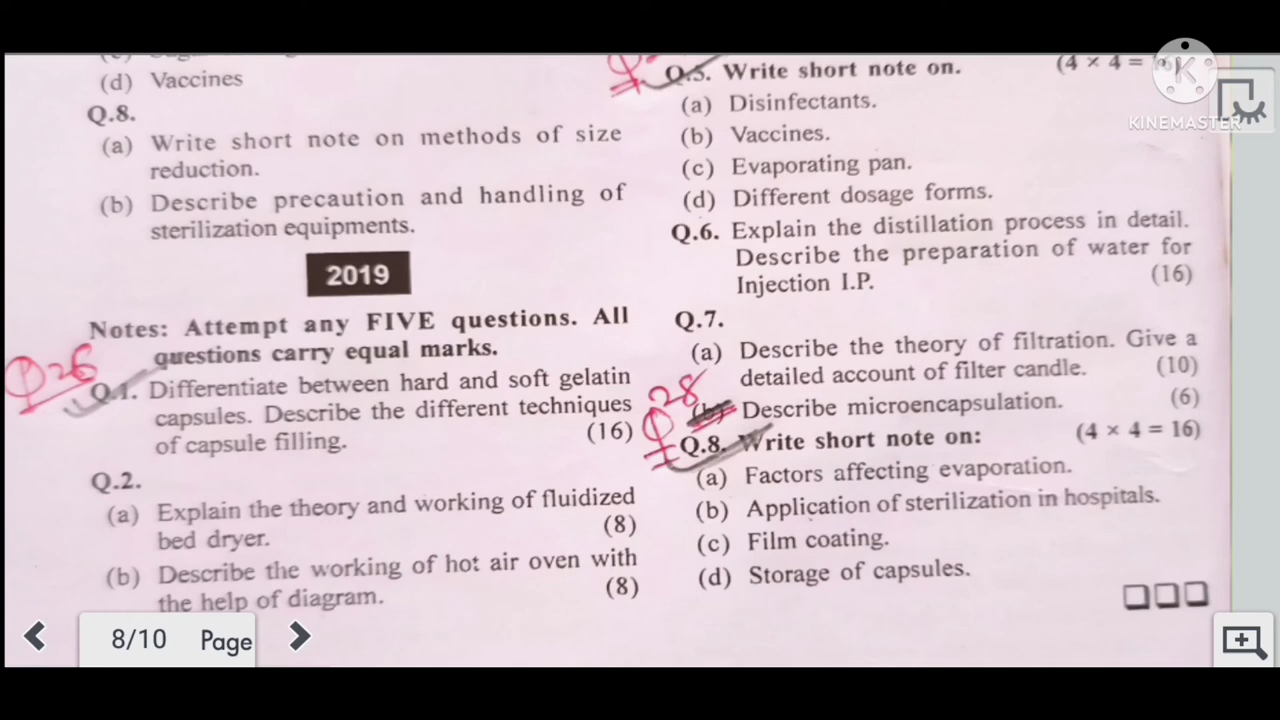 (d) Vaccines
Q.8.
(a) Write short note on methods of size
reduction.
(b) Describe precaution and handling of
sterilization equipments.
2019
Notes: Attempt any FIVE questions. All
questions carry equal marks.
Q26
Q.1. Differentiate between hard and soft gelatin
capsules. Describe the different techniques
of capsule filling. (16)
Q.2.
(a) Explain the theory and working of fluidized
bed dryer. (8)
(b) Describe the working of hot air oven with
the help of diagram. (8)
Q.5. Write short note on. (4 × 4 =
(a) Disinfectants.
(b) Vaccines.
(c) Evaporating pan.
(d) Different dosage forms.
Q.6. Explain the distillation process in detail.
Describe the preparation of water for
Injection I.P. (16)
Q.7.
(a) Describe the theory of filtration. Give a
detailed account of filter candle. (10)
28
(b) Describe microencapsulation. (6)
Q.8. Write short note on: (4 × 4 = 16)
(a) Factors affecting evaporation.
(b) Application of sterilization in hospitals.
(c) Film coating.
(d) Storage of capsules.
K
KINEMASTER
8/10 Page